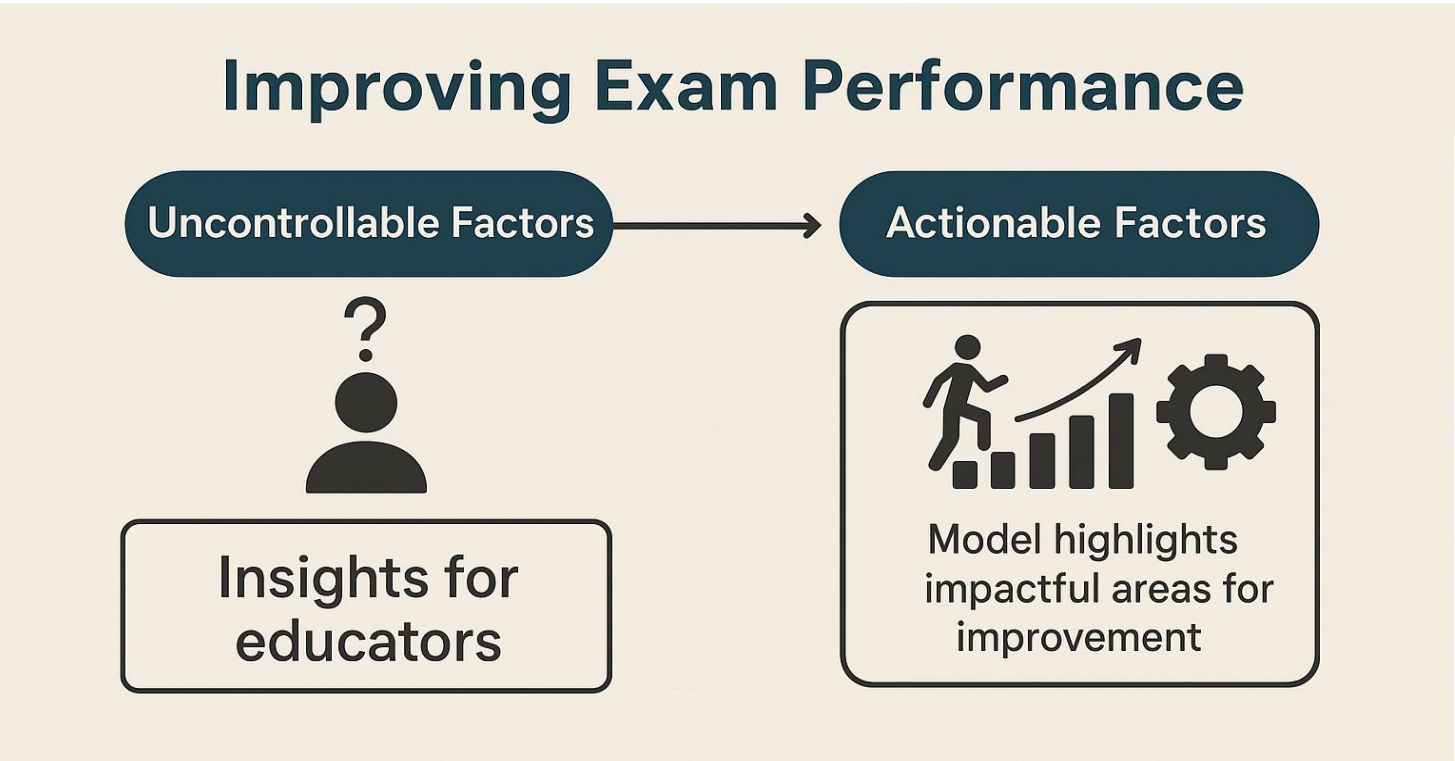 Improving Exam Performance
Uncontrollable Factors
Actionable Factors
?
Insights for
educators
Model highlights
impactful areas for
improvement